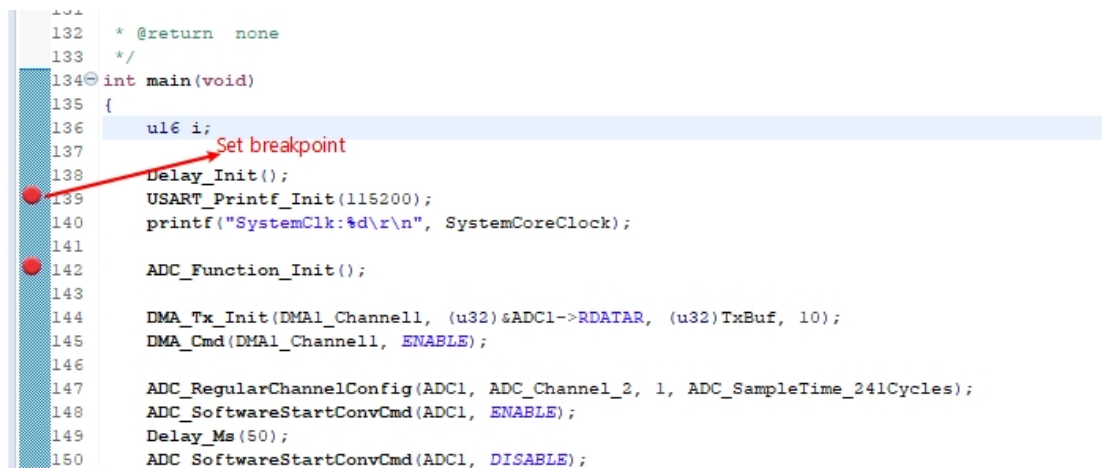 131
132 * @return none
133 */
134 int main(void)
135 {
136 u16 i;
Set breakpoint
137
138 Delay_Init();
139 USART_Printf_Init(115200);
140 printf("SystemClk:%d\r\n", SystemCoreClock);
141
142 ADC_Function_Init();
143
144 DMA_Tx_Init(DMA1_Channel1, (u32)&ADC1->RDATAR, (u32)TxBuf, 10);
145 DMA_Cmd(DMA1_Channel1, ENABLE);
146
147 ADC_RegularChannelConfig(ADC1, ADC_Channel_2, 1, ADC_SampleTime_241Cycles);
148 ADC_SoftwareStartConvCmd(ADC1, ENABLE);
149 Delay_Ms(50);
150 ADC_SoftwareStartConvCmd(ADC1, DISABLE);